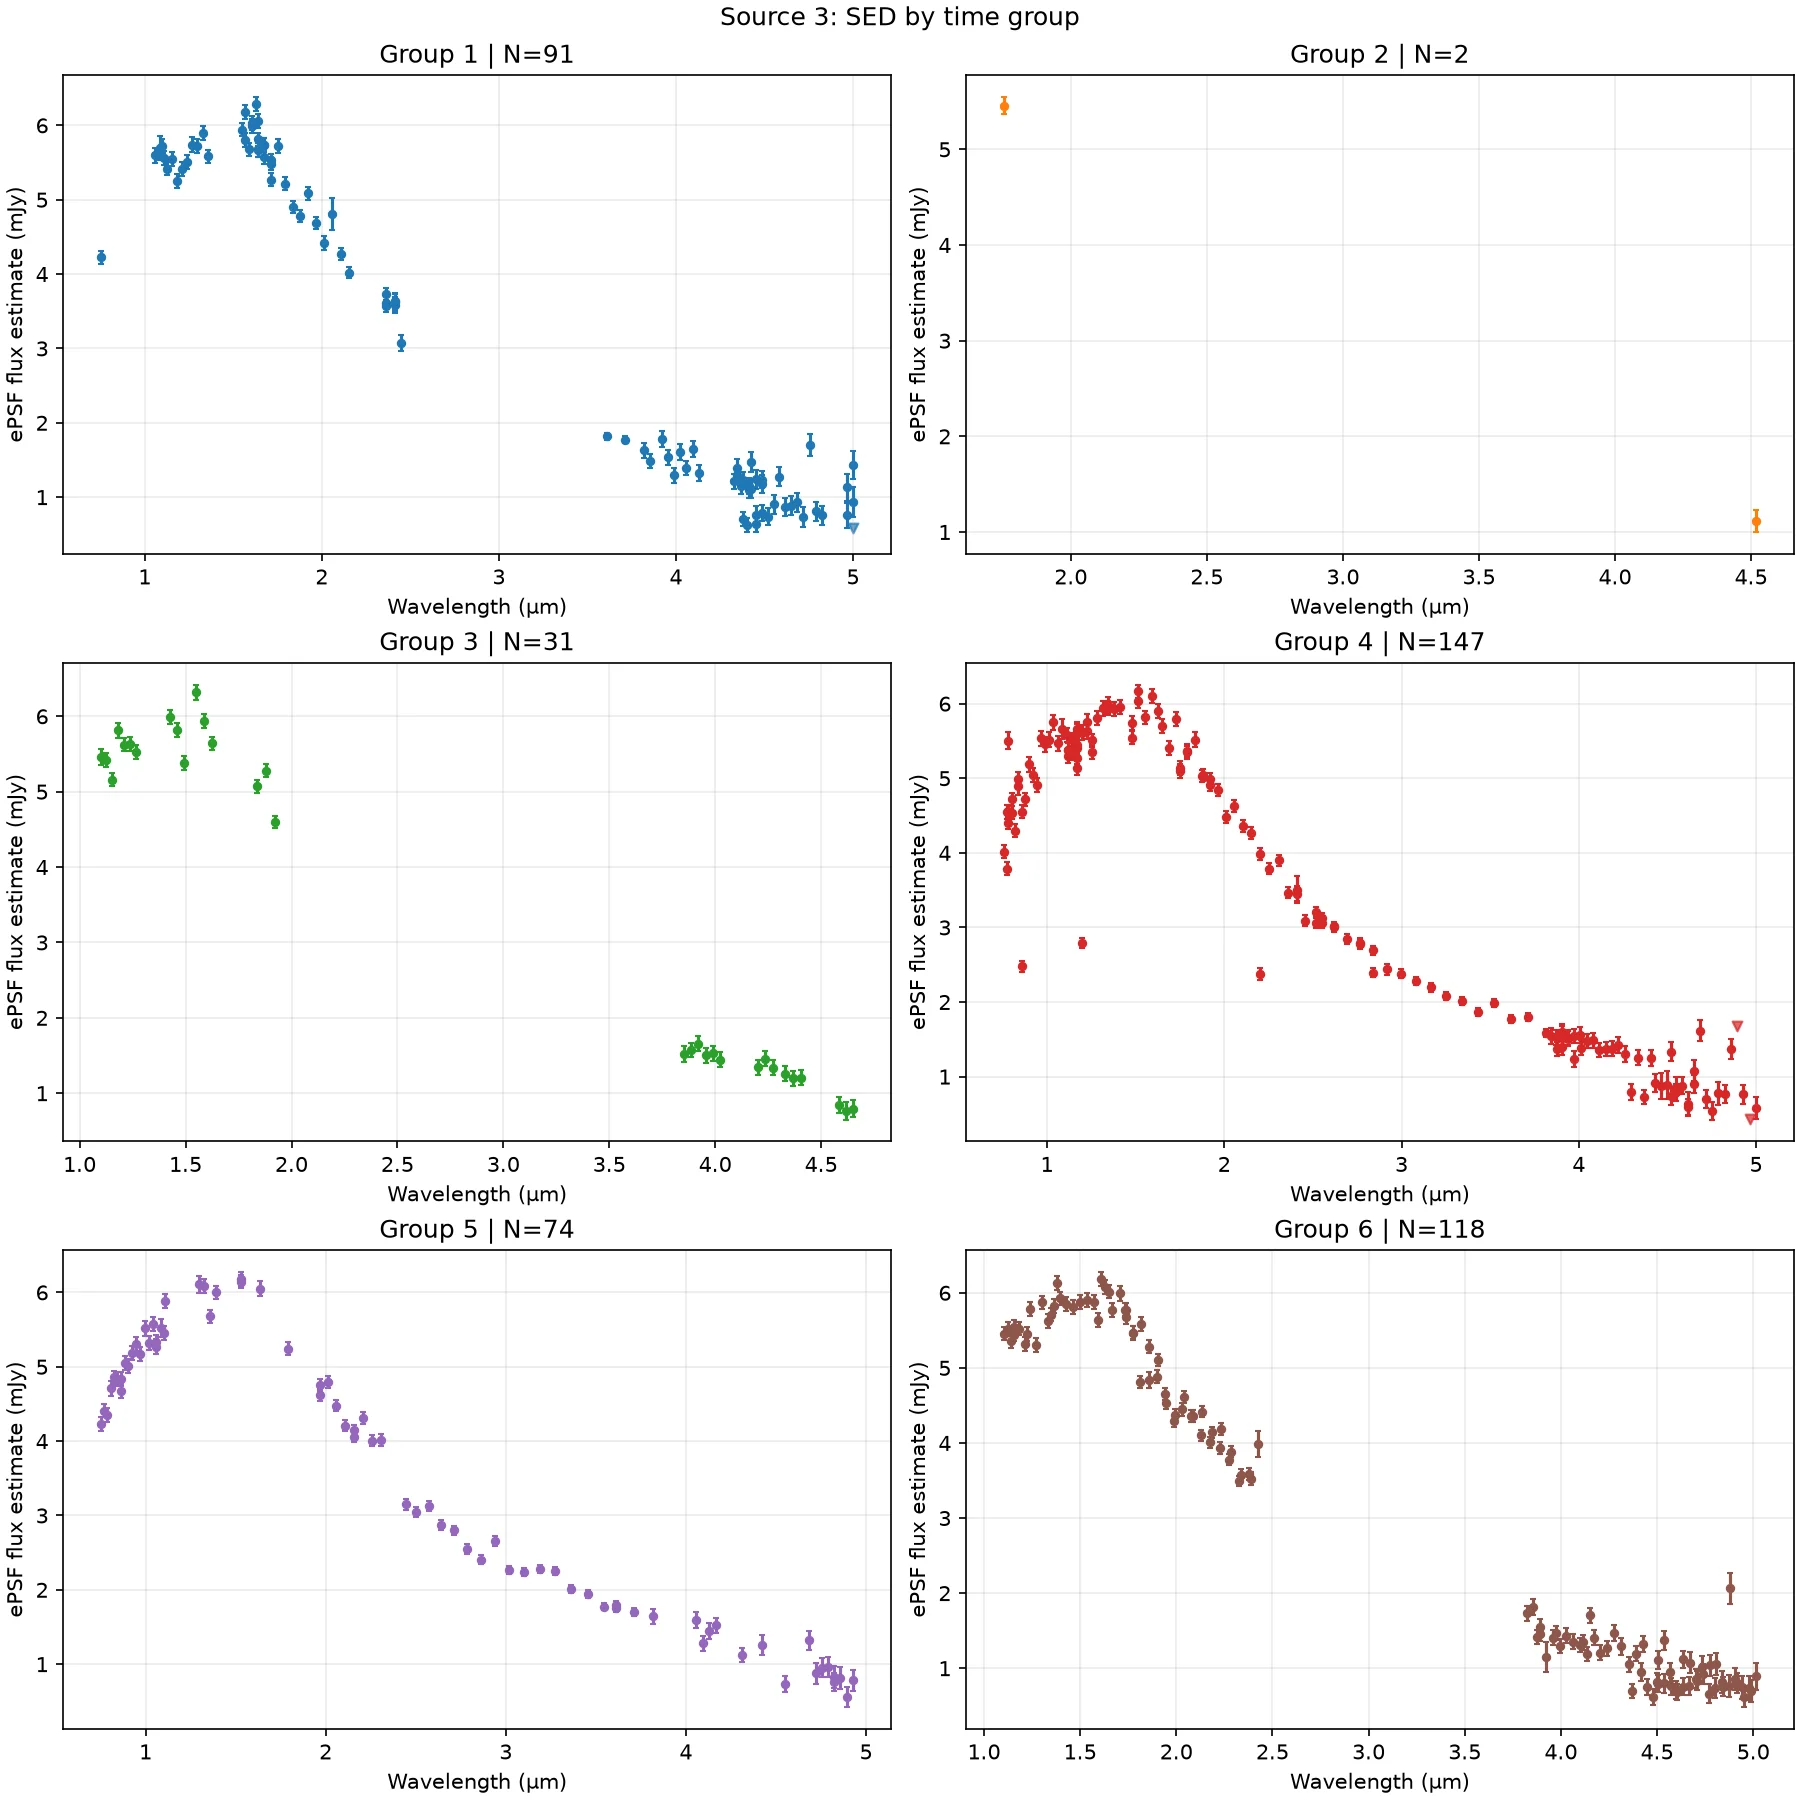 Source 3: SED by time group
Group 1 | N=91
ePSF flux estimate (mJy)
6
5
4
3
2
1
1 2 3 4 5
Wavelength (μm)
Group 2 | N=2
ePSF flux estimate (mJy)
5
4
3
2
1
2.0 2.5 3.0 3.5 4.0 4.5
Wavelength (μm)
Group 3 | N=31
ePSF flux estimate (mJy)
6
5
4
3
2
1
1.0 1.5 2.0 2.5 3.0 3.5 4.0 4.5
Wavelength (μm)
Group 4 | N=147
ePSF flux estimate (mJy)
6
5
4
3
2
1
1 2 3 4 5
Wavelength (μm)
Group 5 | N=74
ePSF flux estimate (mJy)
6
5
4
3
2
1
1 2 3 4 5
Wavelength (μm)
Group 6 | N=118
ePSF flux estimate (mJy)
6
5
4
3
2
1
1.0 1.5 2.0 2.5 3.0 3.5 4.0 4.5 5.0
Wavelength (μm)